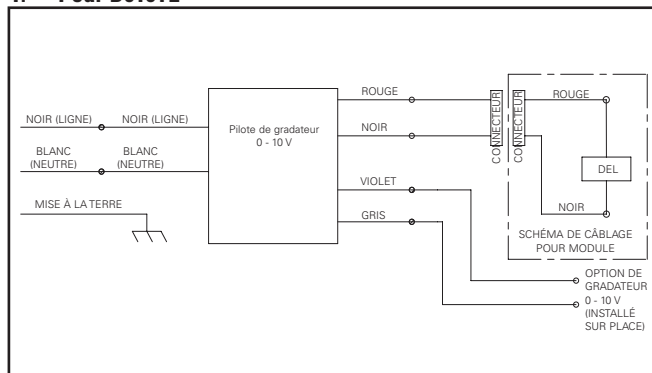 ROUGE
NOIR (LIGNE) NOIR (LIGNE)
Pilote de gradateur
0 - 10 V
NOIR
BLANC
(NEUTRE)
BLANC
(NEUTRE)
MISE À LA TERRE
VIOLET
GRIS
CONNECTEUR
CONNECTEUR
ROUGE
DEL
NOIR
SCHÉMA DE CÂBLAGE
POUR MODULE
OPTION DE
GRADATEUR
0 - 10 V
(INSTALLÉ
SUR PLACE)